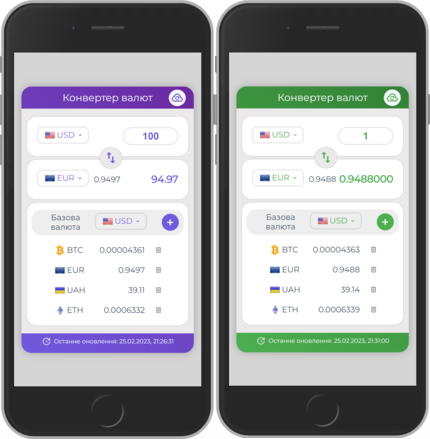 Конвертер валют
USD
100
EUR
0.9497
94.97
Базова
валюта
USD
+
BTC 0.00004361
EUR 0.9497
UAH 39.11
ETH 0.0006332
Останнє оновлення: 25.02.2023, 21:26:31
Конвертер валют
USD
1
EUR
0.9488
0.9488000
Базова
валюта
USD
+
BTC 0.00004363
EUR 0.9488
UAH 39.14
ETH 0.0006339
Останнє оновлення: 25.02.2023, 21:31:00